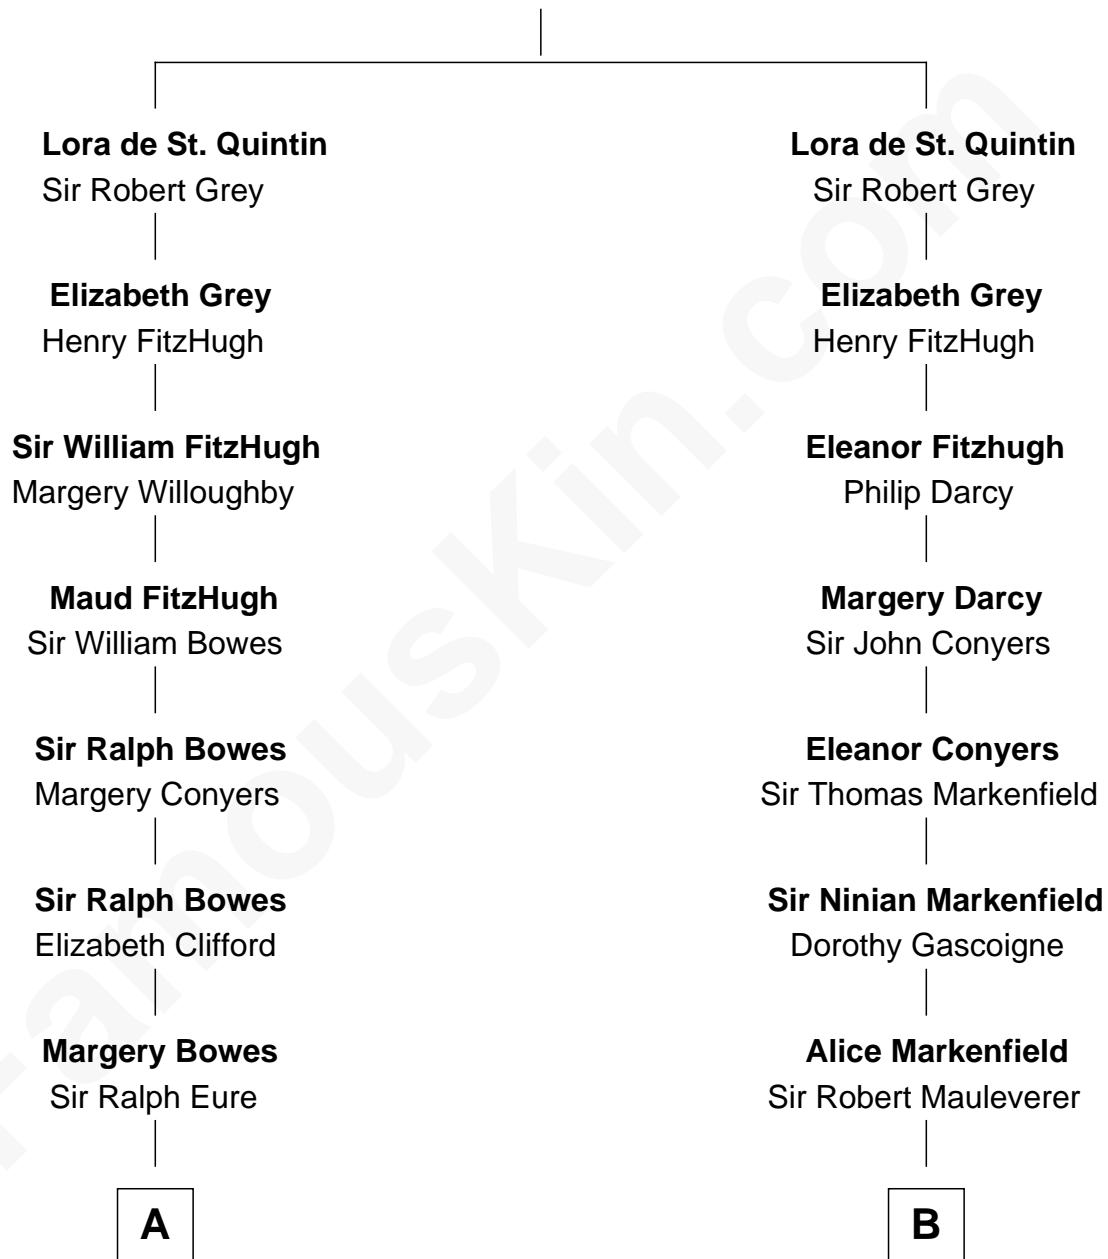 Lora de St. Quintin
Sir Robert Grey
Elizabeth Grey
Henry FitzHugh
Sir William FitzHugh
Margery Willoughby
Maud FitzHugh
Sir William Bowes
Sir Ralph Bowes
Margery Conyers
Sir Ralph Bowes
Elizabeth Clifford
Margery Bowes
Sir Ralph Eure
A
Lora de St. Quintin
Sir Robert Grey
Elizabeth Grey
Henry FitzHugh
Eleanor Fitzhugh
Philip Darcy
Margery Darcy
Sir John Conyers
Eleanor Conyers
Sir Thomas Markenfield
Sir Ninian Markenfield
Dorothy Gascoigne
Alice Markenfield
Sir Robert Mauleverer
B
FamousKin.com